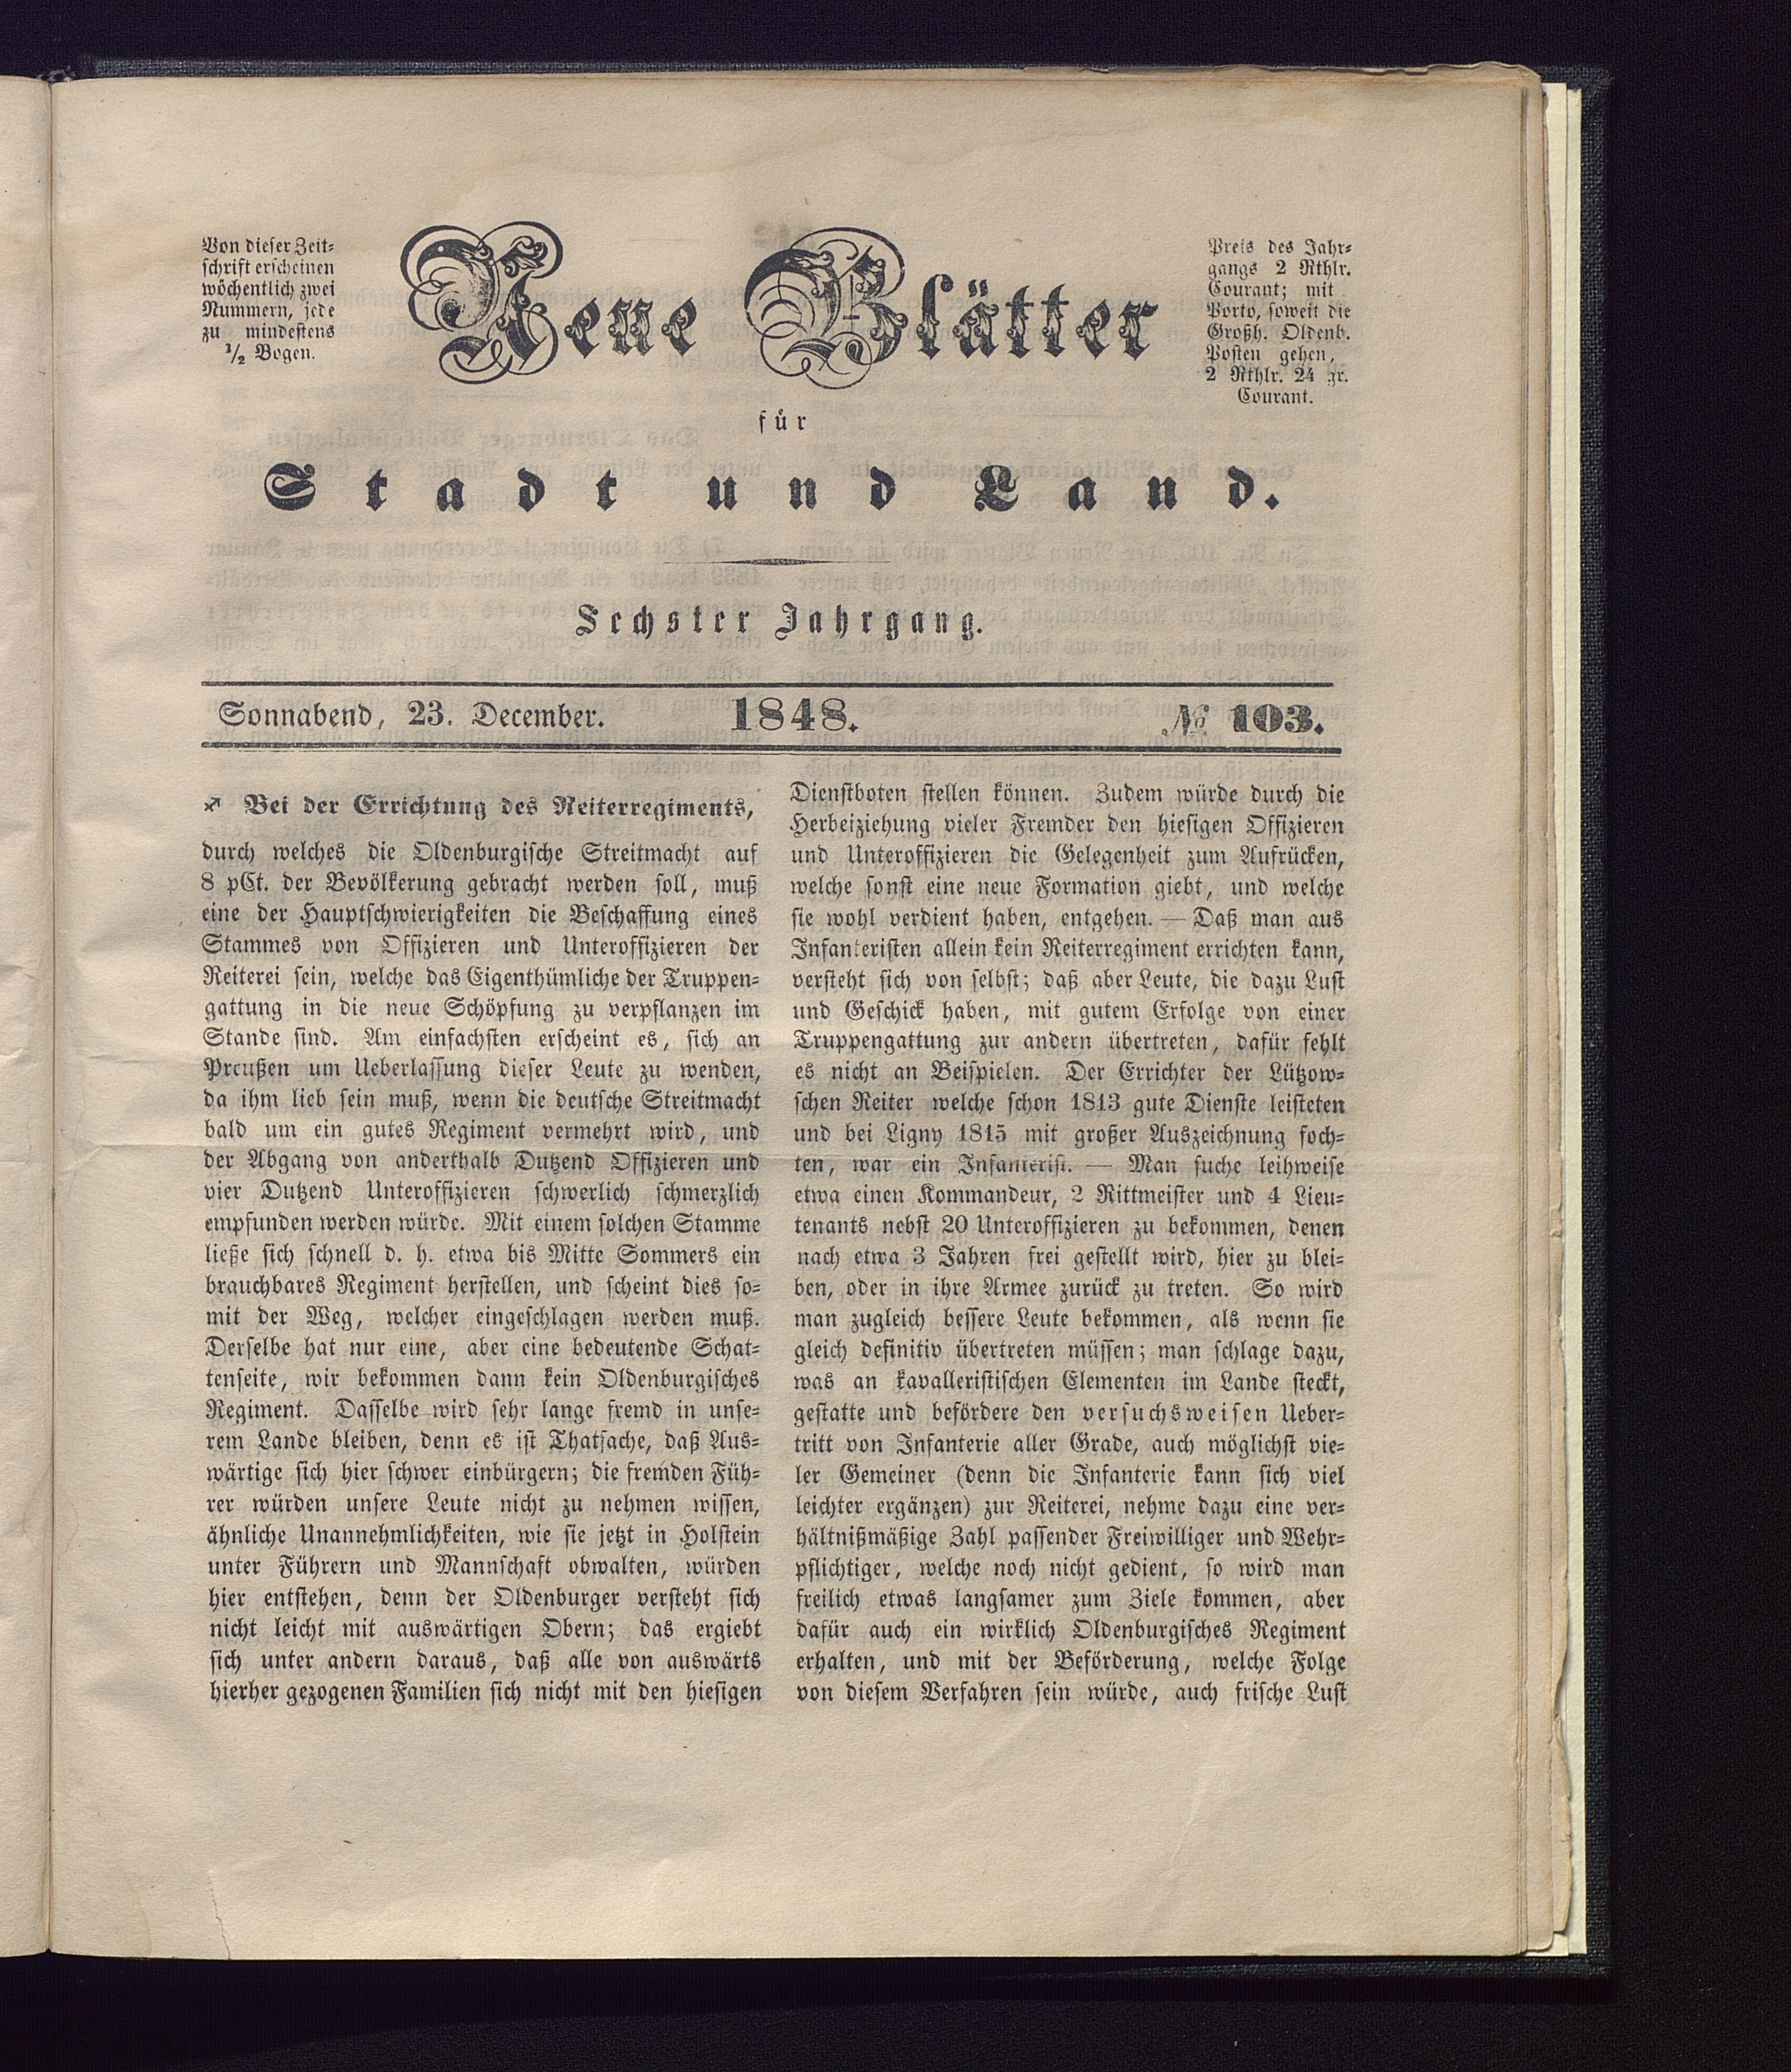 Von dieser Zeit-
schrift erscheinen
wöchentlich zwei
Nummern, jede
zu mindestens
1/2 Bogen.
Neue Blätter
Preis des Jahr-
gangs 2 Rthlr.
Courant; mit
Porto, soweit die
Großh. Oldenb.
Posten gehen,
2 Rthlr. 24 gr.
Courant.
für
Stadt und Land.
Sechster Jahrgang.
Sonnabend, 23. December. 1848. № 103.
♐ Bei der Errichtung des Reiterregiments,
durch welches die Oldenburgische Streitmacht auf
8 pCt. der Bevölkerung gebracht werden soll, muß
eine der Hauptschwierigkeiten die Beschaffung eines
Stammes von Offizieren und Unteroffizieren der
Reiterei sein, welche das Eigenthümliche der Truppen-
gattung in die neue Schöpfung zu verpflanzen im
Stande sind. Am einfachsten erscheint es, sich an
Preußen um Ueberlassung dieser Leute zu wenden,
da ihm lieb sein muß, wenn die deutsche Streitmacht
bald um ein gutes Regiment vermehrt wird, und
der Abgang von anderthalb Dutzend Offizieren und
vier Dutzend Unteroffizieren schwerlich schmerzlich
empfunden werden würde. Mit einem solchen Stamme
ließe sich schnell d. h. etwa bis Mitte Sommers ein
brauchbares Regiment herstellen, und scheint dies so-
mit der Weg, welcher eingeschlagen werden muß.
Derselbe hat nur eine, aber eine bedeutende Schat-
tenseite, wir bekommen dann kein Oldenburgisches
Regiment. Dasselbe wird sehr lange fremd in unse-
rem Lande bleiben, denn es ist Thatsache, daß Aus-
wärtige sich hier schwer einbürgern; die fremden Füh-
rer würden unsere Leute nicht zu nehmen wissen,
ähnliche Unannehmlichkeiten, wie sie jetzt in Holstein
unter Führern und Mannschaft obwalten, würden
hier entstehen, denn der Oldenburger versteht sich
nicht leicht mit auswärtigen Obern; das ergiebt
sich unter andern daraus, daß alle von auswärts
hierher gezogenen Familien sich nicht mit den hiesigen
Dienstboten stellen können. Zudem würde durch die
Herbeiziehung vieler Fremder den hiesigen Offizieren
und Unteroffizieren die Gelegenheit zum Aufrücken,
welche sonst eine neue Formation giebt, und welche
sie wohl verdient haben, entgehen. — Daß man aus
Infanteristen allein kein Reiterregiment errichten kann,
versteht sich von selbst; daß aber Leute, die dazu Lust
und Geschick haben, mit gutem Erfolge von einer
Truppengattung zur andern übertreten, dafür fehlt
es nicht an Beispielen. Der Errichter der Lützow-
schen Reiter welche schon 1813 gute Dienste leisteten
und bei Ligny 1815 mit großer Auszeichnung foch-
ten, war ein Infanterist. — Man suche leihweise
etwa einen Kommandeur, 2 Rittmeister und 4 Lieu-
tenants nebst 20 Unteroffizieren zu bekommen, denen
nach etwa 3 Jahren frei gestellt wird, hier zu blei-
ben, oder in ihre Armee zurück zu treten. So wird
man zugleich bessere Leute bekommen, als wenn sie
gleich definitiv übertreten müssen; man schlage dazu,
was an kavalleristischen Elementen im Lande steckt,
gestatte und befördere den versuchsweisen Ueber-
tritt von Infanterie aller Grade, auch möglichst vie-
ler Gemeiner (denn die Infanterie kann sich viel
leichter ergänzen) zur Reiterei, nehme dazu eine ver-
hältnißmäßige Zahl passender Freiwilliger und Wehr-
pflichtiger, welche noch nicht gedient, so wird man
freilich etwas langsamer zum Ziele kommen, aber
dafür auch ein wirklich Oldenburgisches Regiment
erhalten, und mit der Beförderung, welche Folge
von diesem Verfahren sein würde, auch frische Lust